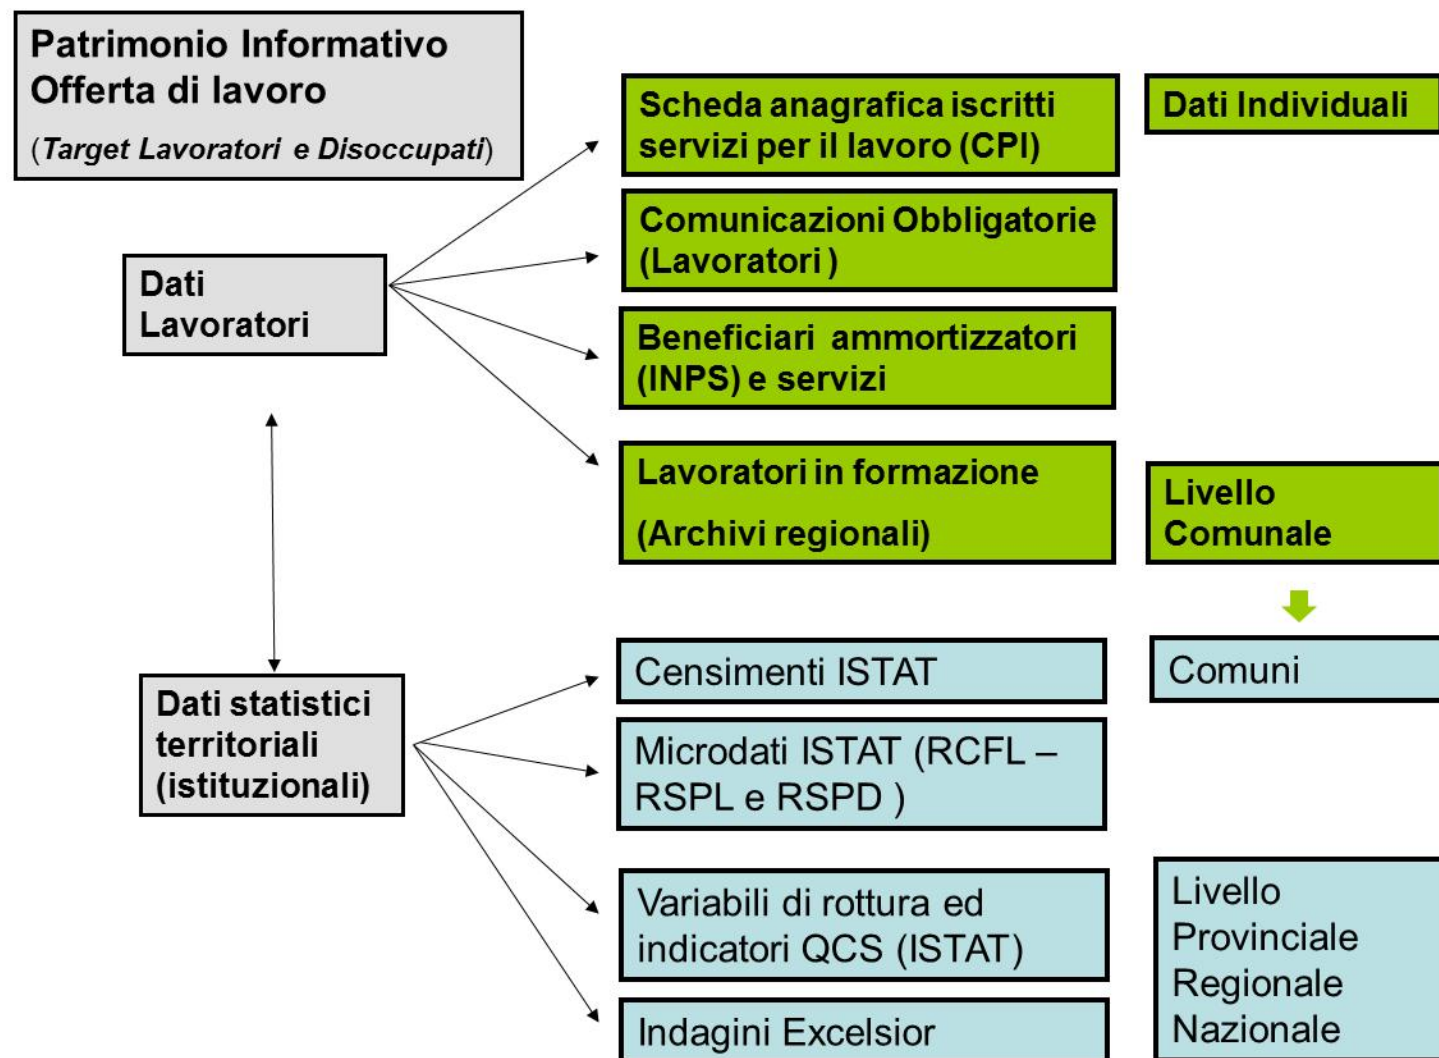 Patrimonio Informativo
Offerta di lavoro
(Target Lavoratori e Disoccupati)
Scheda anagrafica iscritti
servizi per il lavoro (CPI)
Dati Individuali
Comunicazioni Obbligatorie
(Lavoratori)
Dati
Lavoratori
Beneficiari ammortizzatori
(INPS) e servizi
Lavoratori in formazione
(Archivi regionali)
Livello
Comunale
Censimenti ISTAT
Comuni
Dati statistici
territoriali
(istituzionali)
Microdati ISTAT (RCFL –
RSPL e RSPD )
Variabili di rottura ed
indicatori QCS (ISTAT)
Livello
Provinciale
Regionale
Nazionale
Indagini Excelsior